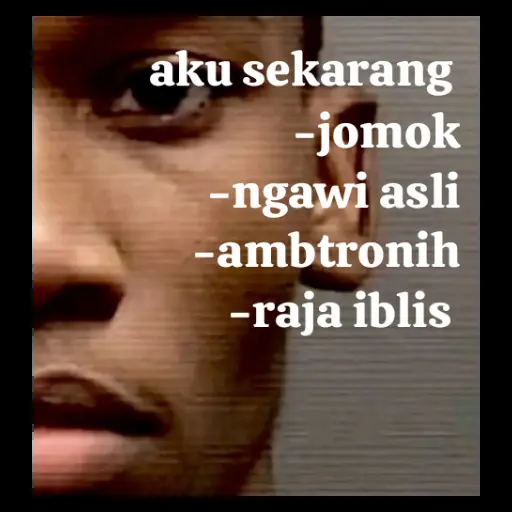 aku sekarang
-jomok
-ngawi asli
-ambtronih
-raja iblis